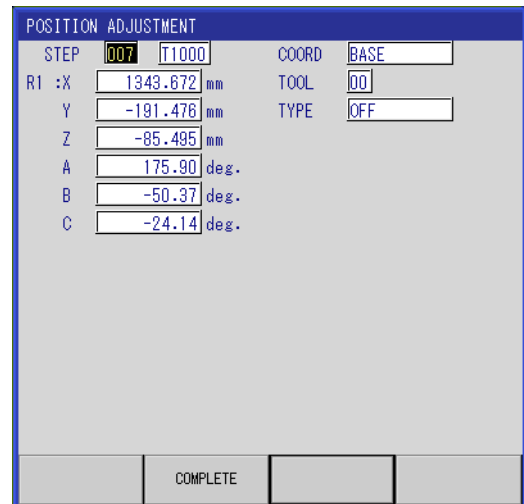 POSITION ADJUSTMENT
STEP 007 T1000 COORD BASE
R1 :X 1343.672 mm TOOL 00
Y -191.476 mm TYPE OFF
Z -85.495 mm
A 175.90 deg.
B -50.37 deg.
C -24.14 deg.
COMPLETE